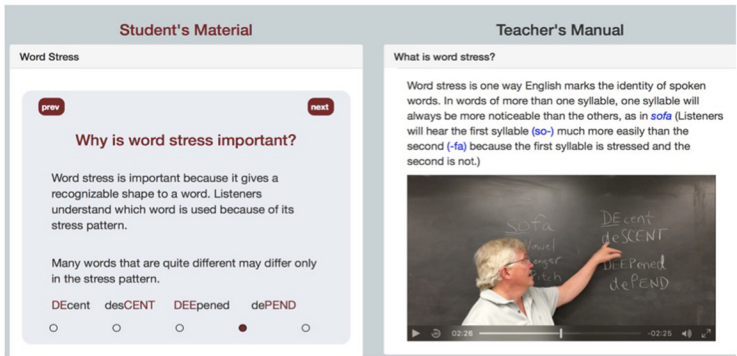 Student's Material
Word Stress
prev
next
Why is word stress important?
Word stress is important because it gives a
recognizable shape to a word. Listeners
understand which word is used because of its
stress pattern.
Many words that are quite different may differ only
in the stress pattern.
DEcent desCENT DEEpened dePEND
Teacher's Manual
What is word stress?
Word stress is one way English marks the identity of spoken
words. In words of more than one syllable, one syllable will
always be more noticeable than the others, as in sofa (Listeners
will hear the first syllable (so-) much more easily than the
second (-fa) because the first syllable is stressed and the
second is not.)
sofa
DEcent
deSCENT
DEEPened
dePEND
02:26
-02:25